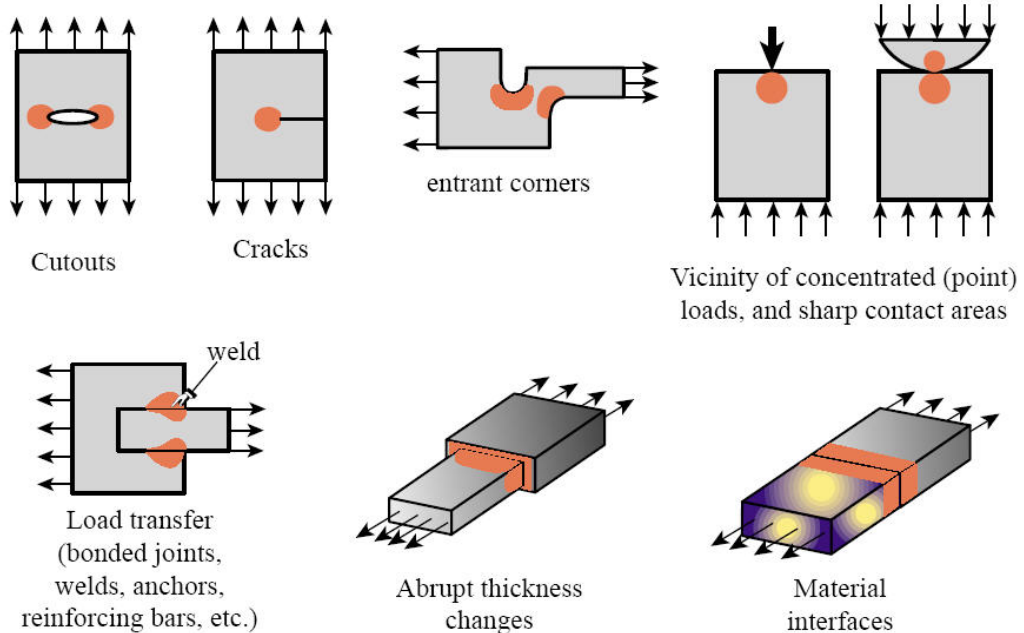 Cutouts
Cracks
entrant corners
Vicinity of concentrated (point)
loads, and sharp contact areas
weld
Load transfer
(bonded joints,
welds, anchors,
reinforcing bars, etc.)
Abrupt thickness
changes
Material
interfaces